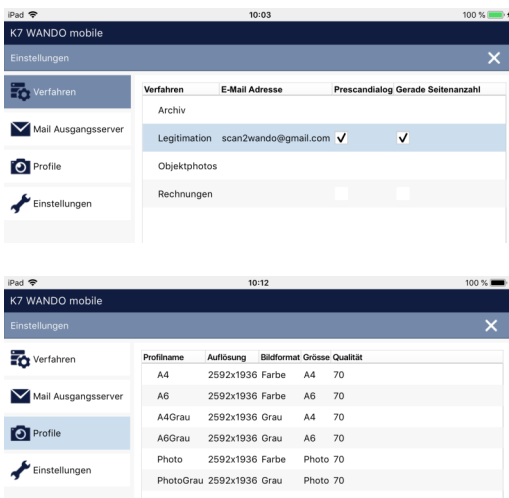 iPad 10:03 100 %
K7 WANDO mobile
Einstellungen
Verfahren
Mail Ausgangsserver
Profile
Einstellungen
Verfahren E-Mail Adresse Prescandialog Gerade Seitenanzahl
Archiv
Legitimation scan2wando@gmail.com
Objektphotos
Rechnungen
iPad 10:12 100 %
K7 WANDO mobile
Einstellungen
Verfahren
Mail Ausgangsserver
Profile
Einstellungen
Profilname Auflösung Bildformat Grösse Qualität
A4 2592x1936 Farbe A4 70
A6 2592x1936 Farbe A6 70
A4Grau 2592x1936 Grau A4 70
A6Grau 2592x1936 Grau A6 70
Photo 2592x1936 Farbe Photo 70
PhotoGrau 2592x1936 Grau Photo 70